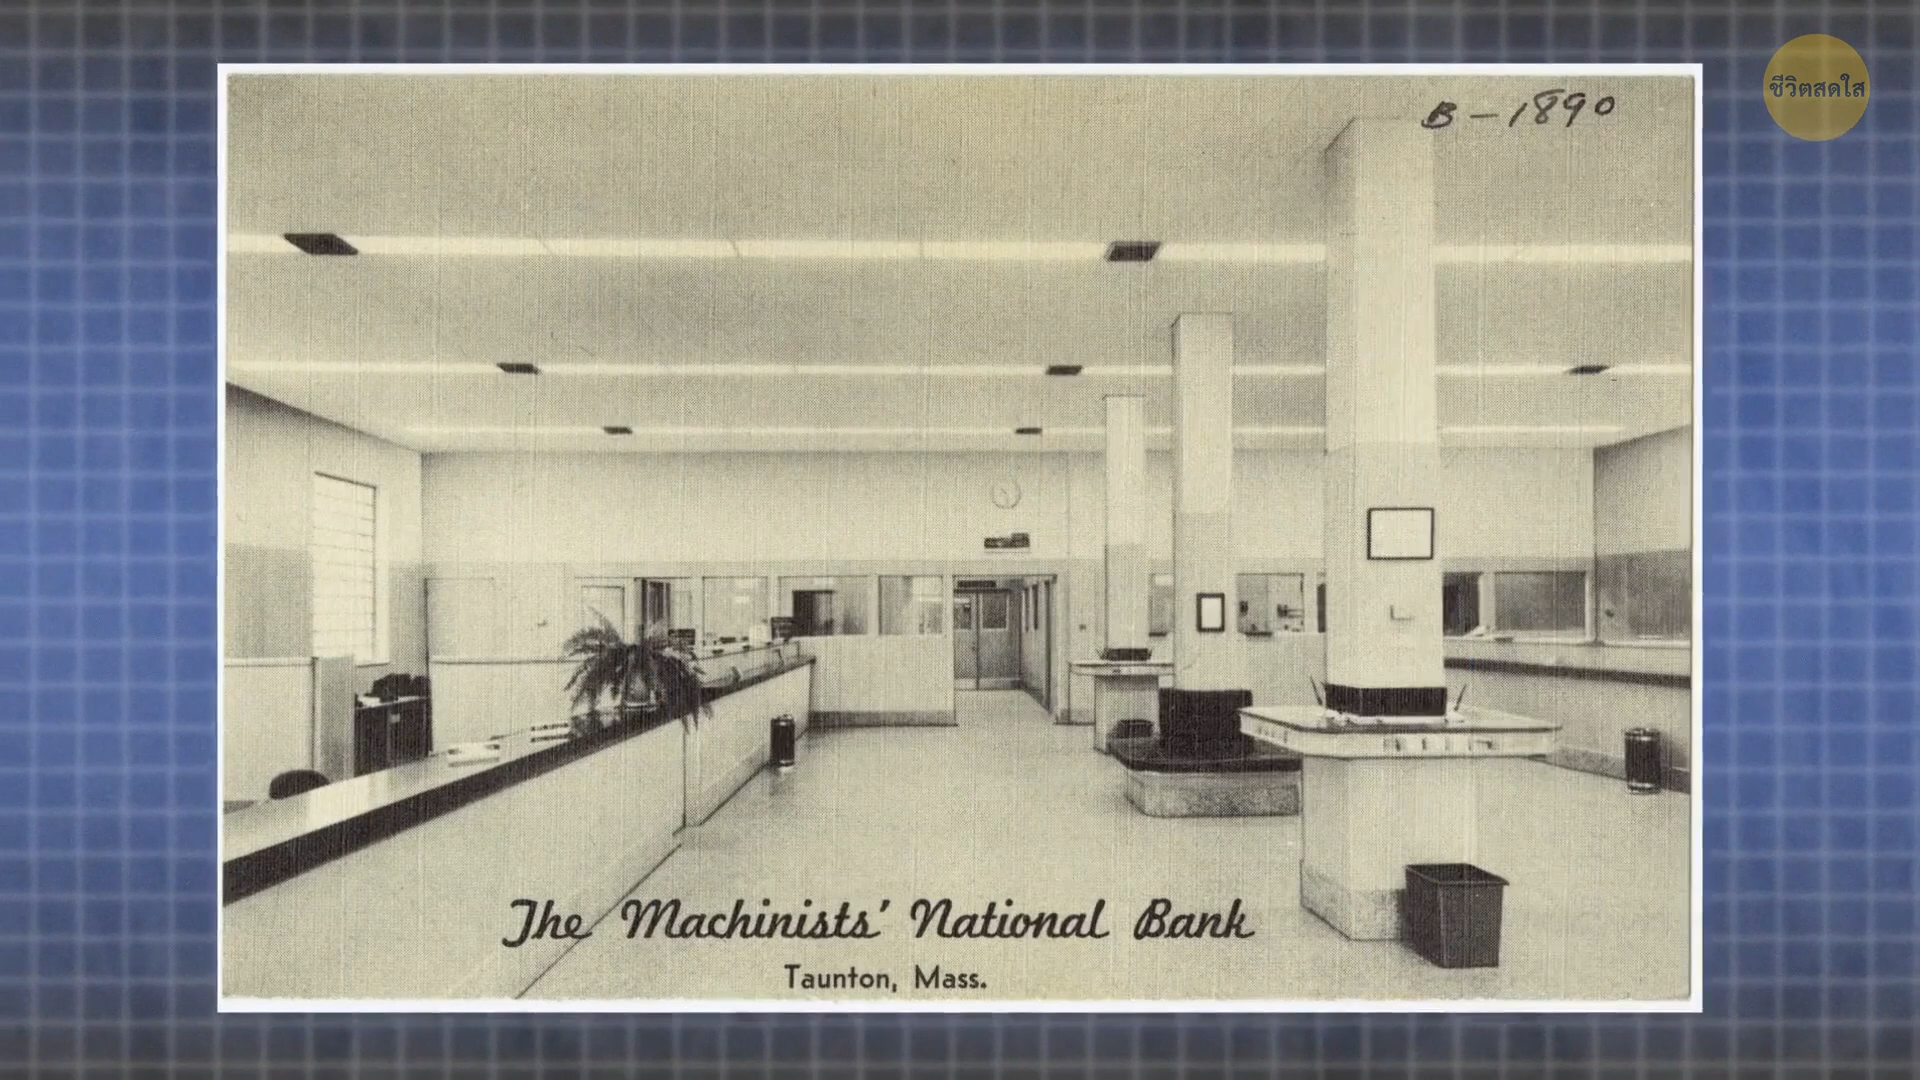 ชีวิตสดใส
B-1890
The Machinists' National Bank
Taunton, Mass.